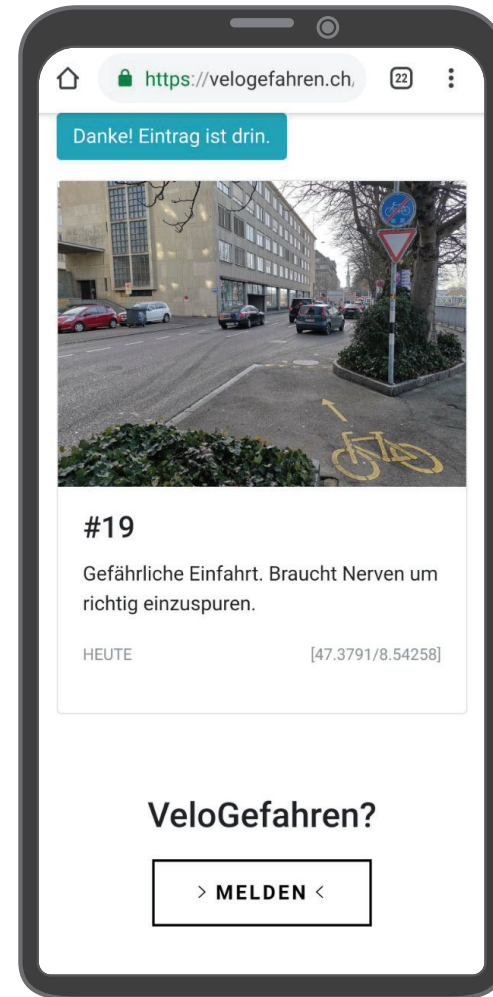 https://velogefahren.ch/
22
Danke! Eintrag ist drin.
#19
Gefährliche Einfahrt. Braucht Nerven um
richtig einzuspuren.
HEUTE [47.3791/8.54258]
VeloGefahren?
> MELDEN <